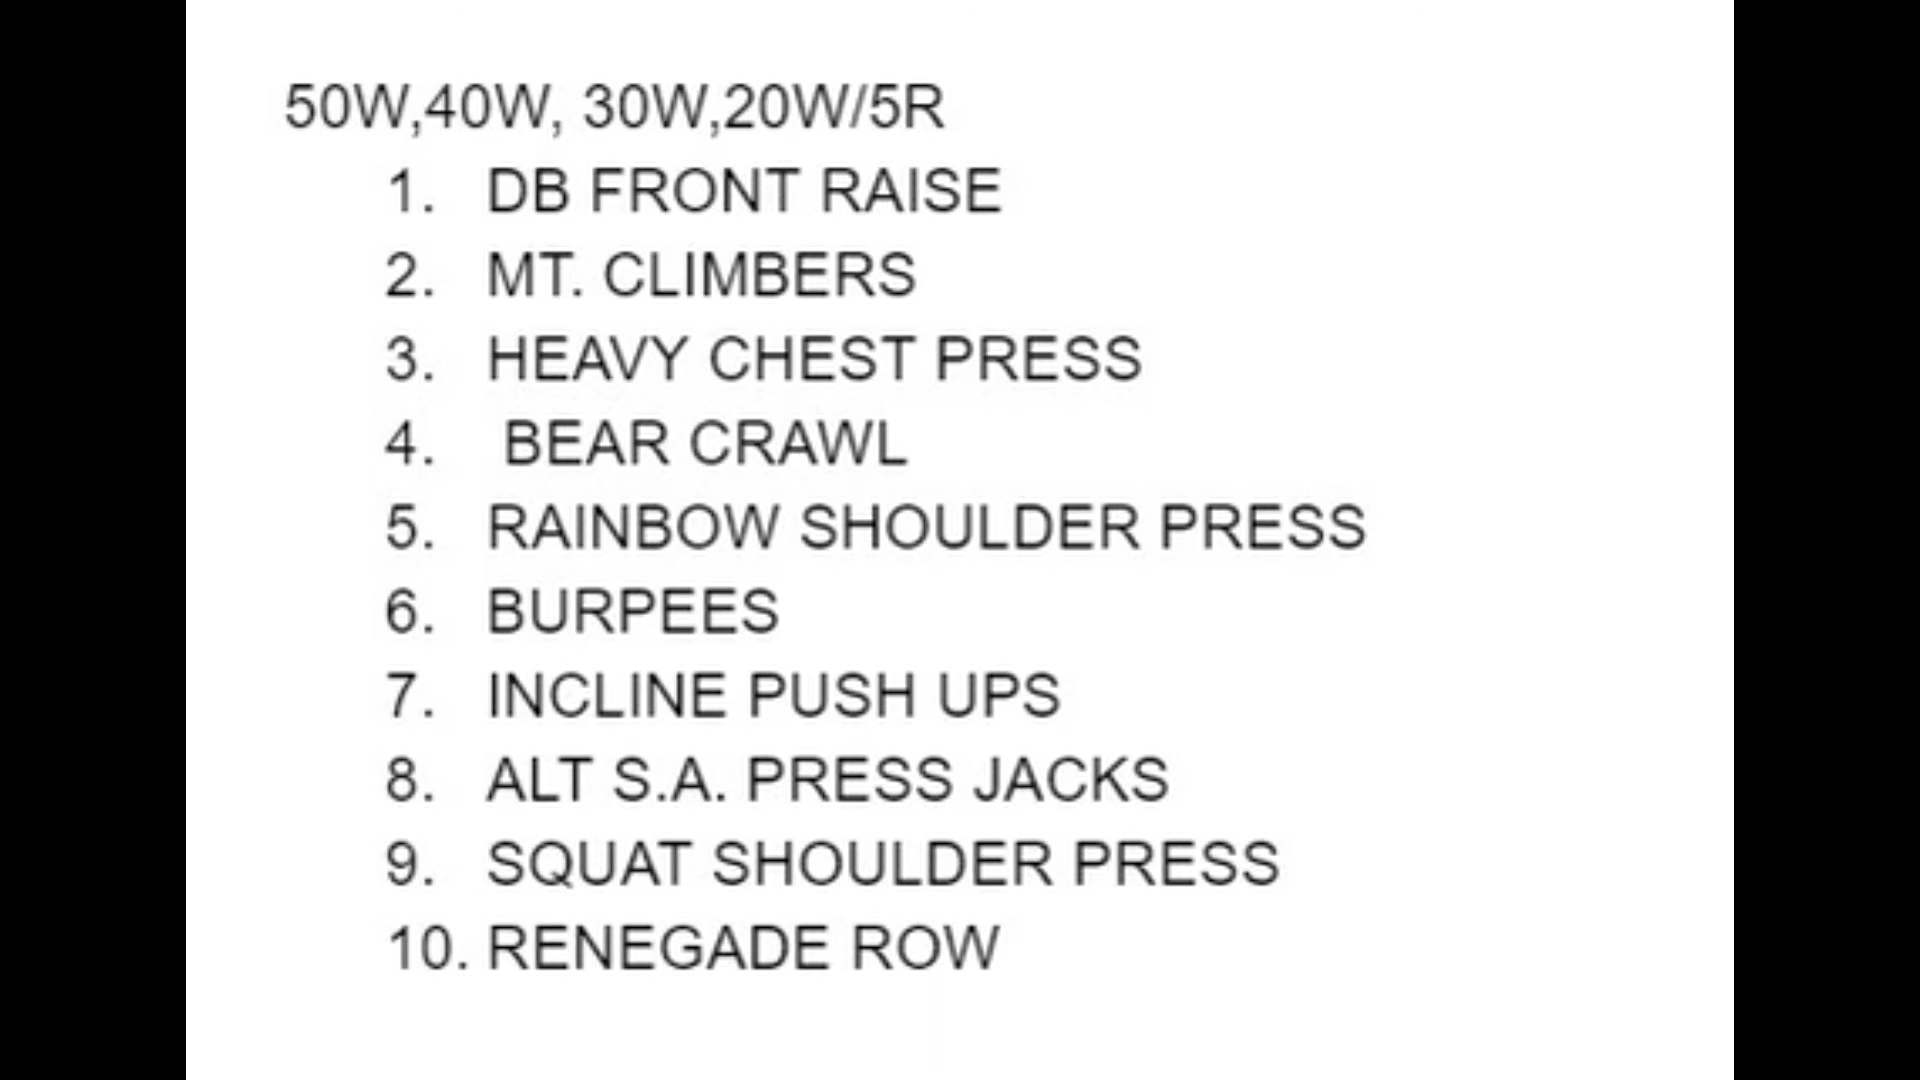 50W,40W, 30W,20W/5R
1. DB FRONT RAISE
2. MT. CLIMBERS
3. HEAVY CHEST PRESS
4. BEAR CRAWL
5. RAINBOW SHOULDER PRESS
6. BURPEES
7. INCLINE PUSH UPS
8. ALT S.A. PRESS JACKS
9. SQUAT SHOULDER PRESS
10. RENEGADE ROW